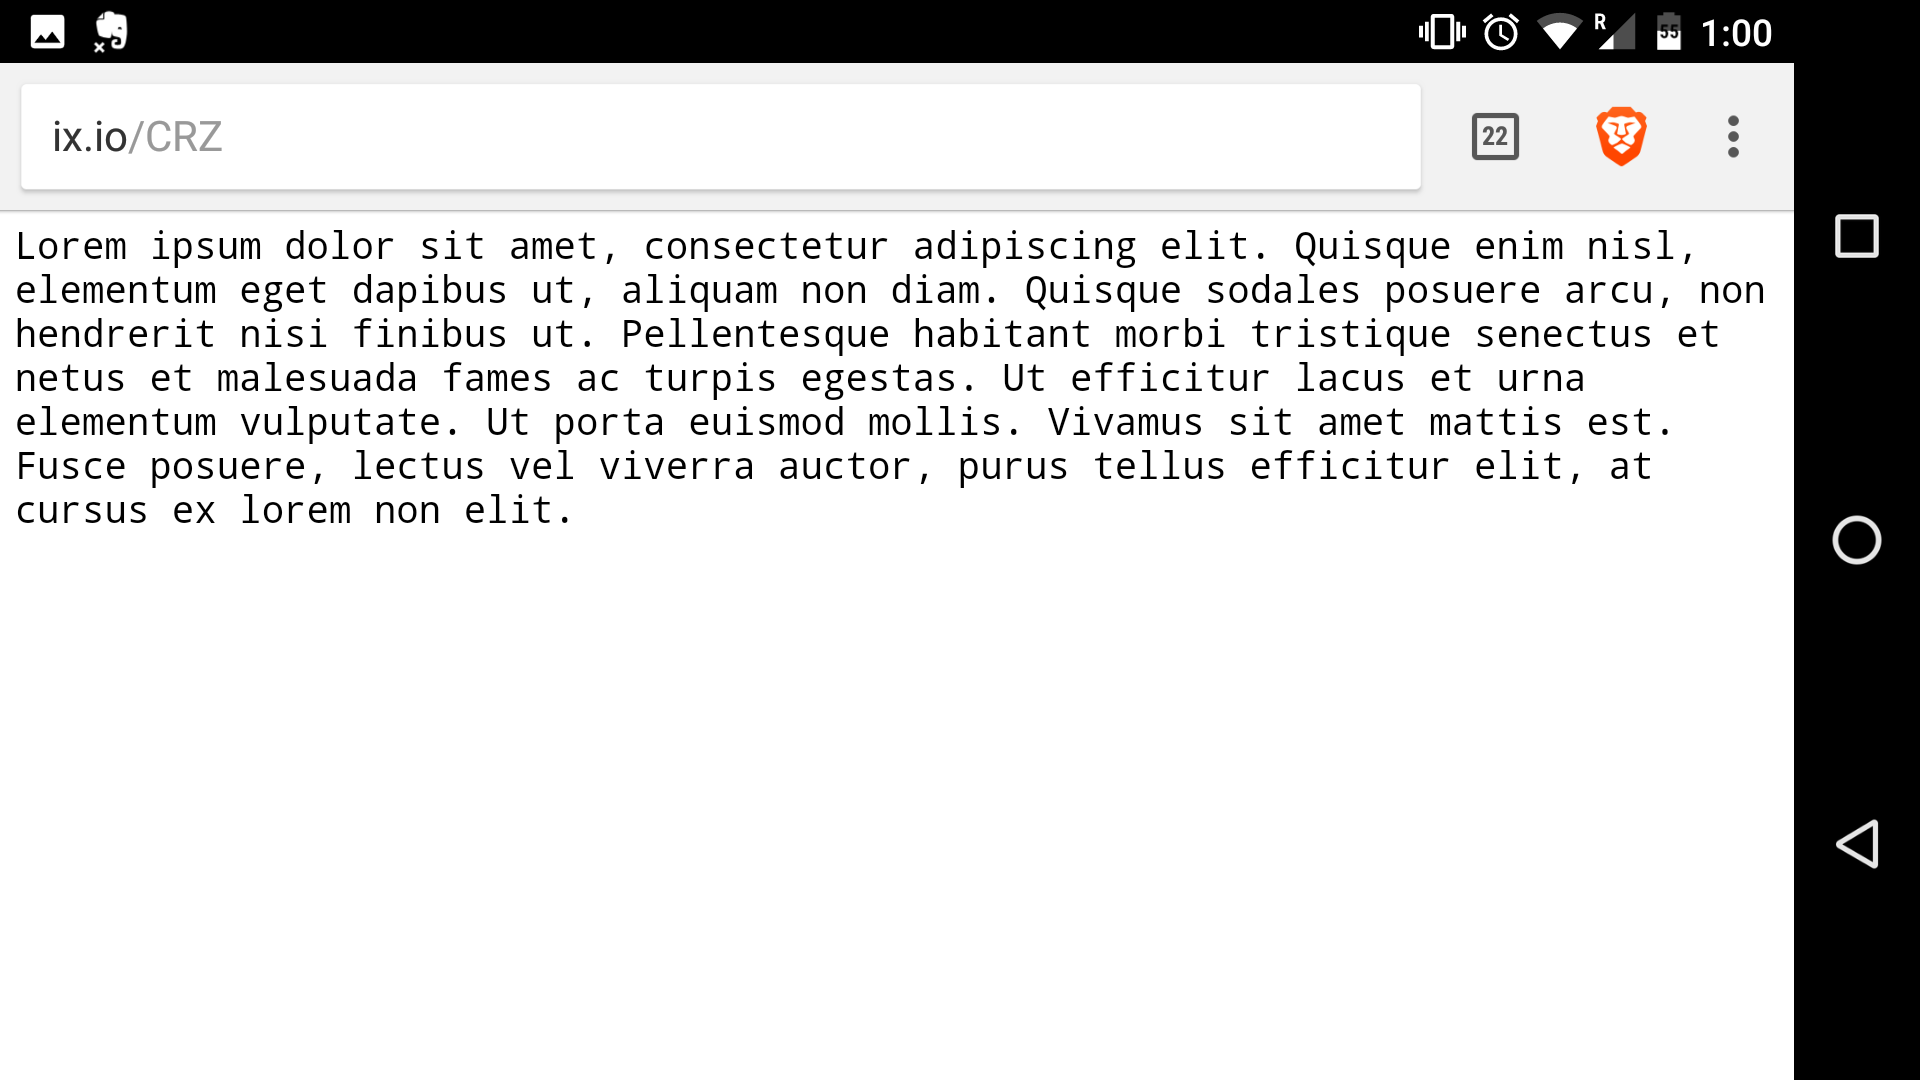 R 55 1:00
ix.io/CRZ 22
Lorem ipsum dolor sit amet, consectetur adipiscing elit. Quisque enim nisl,
elementum eget dapibus ut, aliquam non diam. Quisque sodales posuere arcu, non
hendrerit nisi finibus ut. Pellentesque habitant morbi tristique senectus et
netus et malesuada fames ac turpis egestas. Ut efficitur lacus et urna
elementum vulputate. Ut porta euismod mollis. Vivamus sit amet mattis est.
Fusce posuere, lectus vel viverra auctor, purus tellus efficitur elit, at
cursus ex lorem non elit.